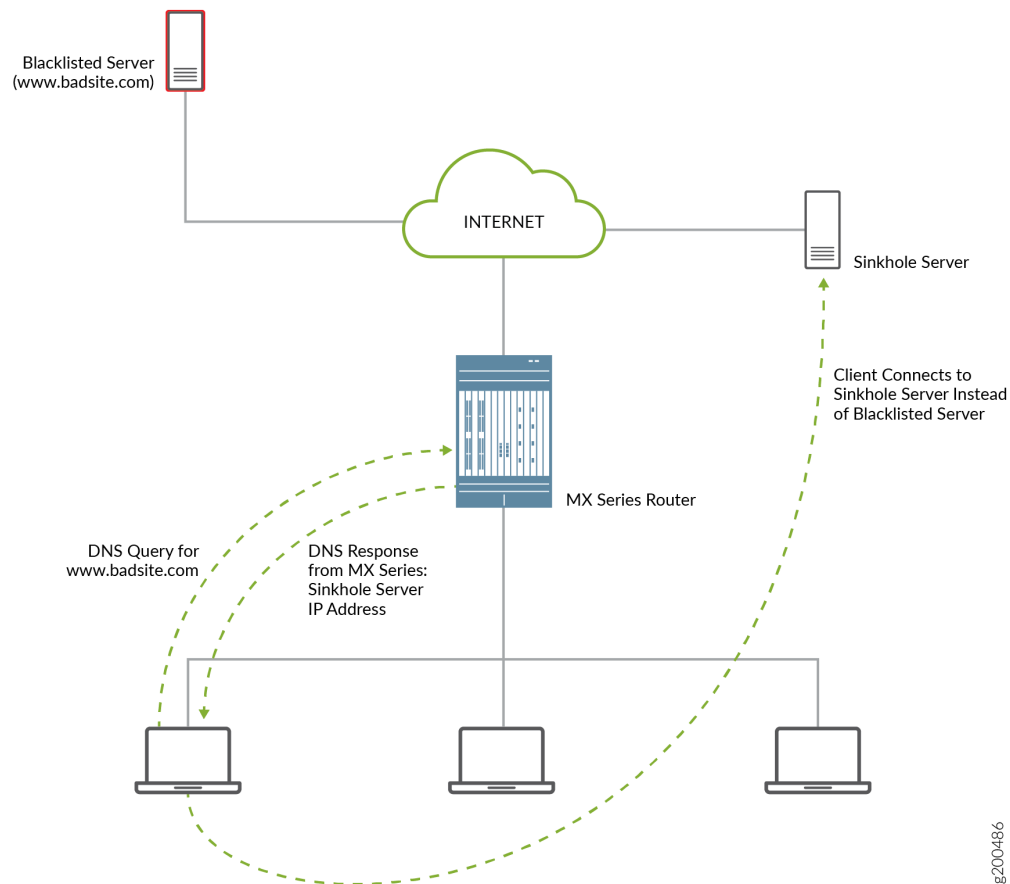 Blacklisted Server
(www.badsite.com)
INTERNET
Sinkhole Server
Client Connects to
Sinkhole Server Instead
of Blacklisted Server
MX Series Router
DNS Query for
www.badsite.com
DNS Response
from MX Series:
Sinkhole Server
IP Address
g200486